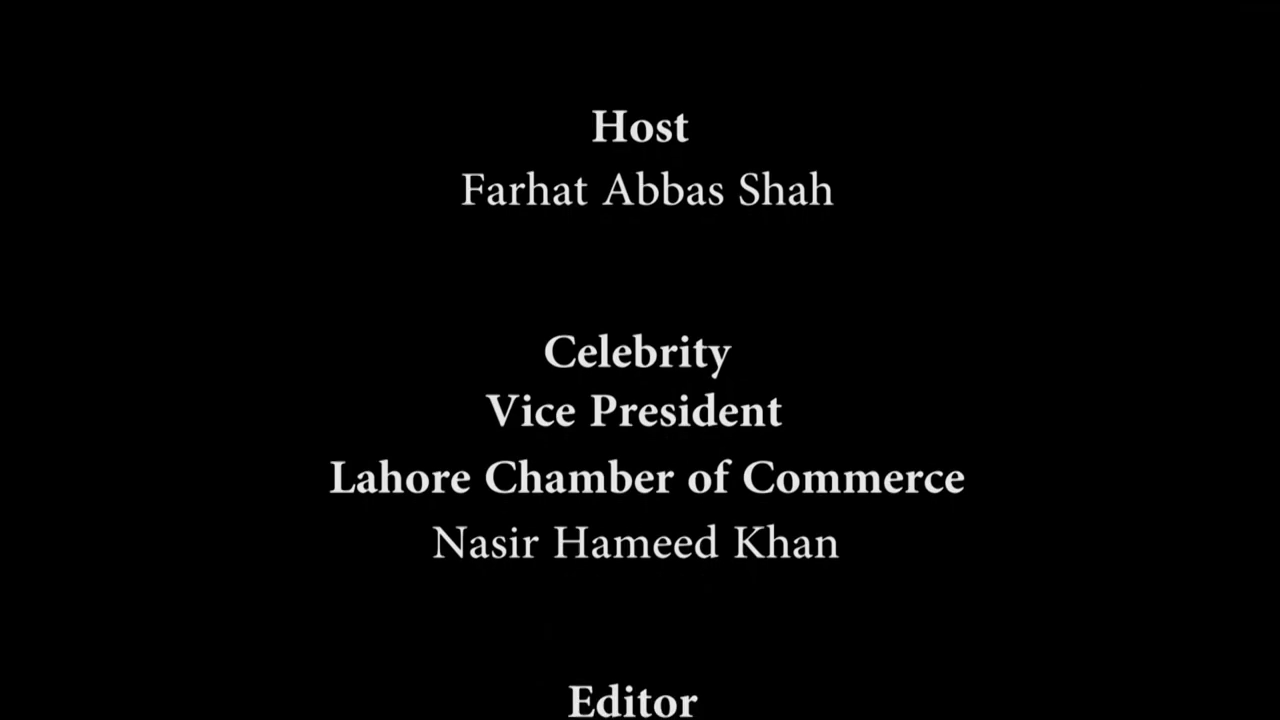 Host
Farhat Abbas Shah
Celebrity
Vice President
Lahore Chamber of Commerce
Nasir Hameed Khan
Editor